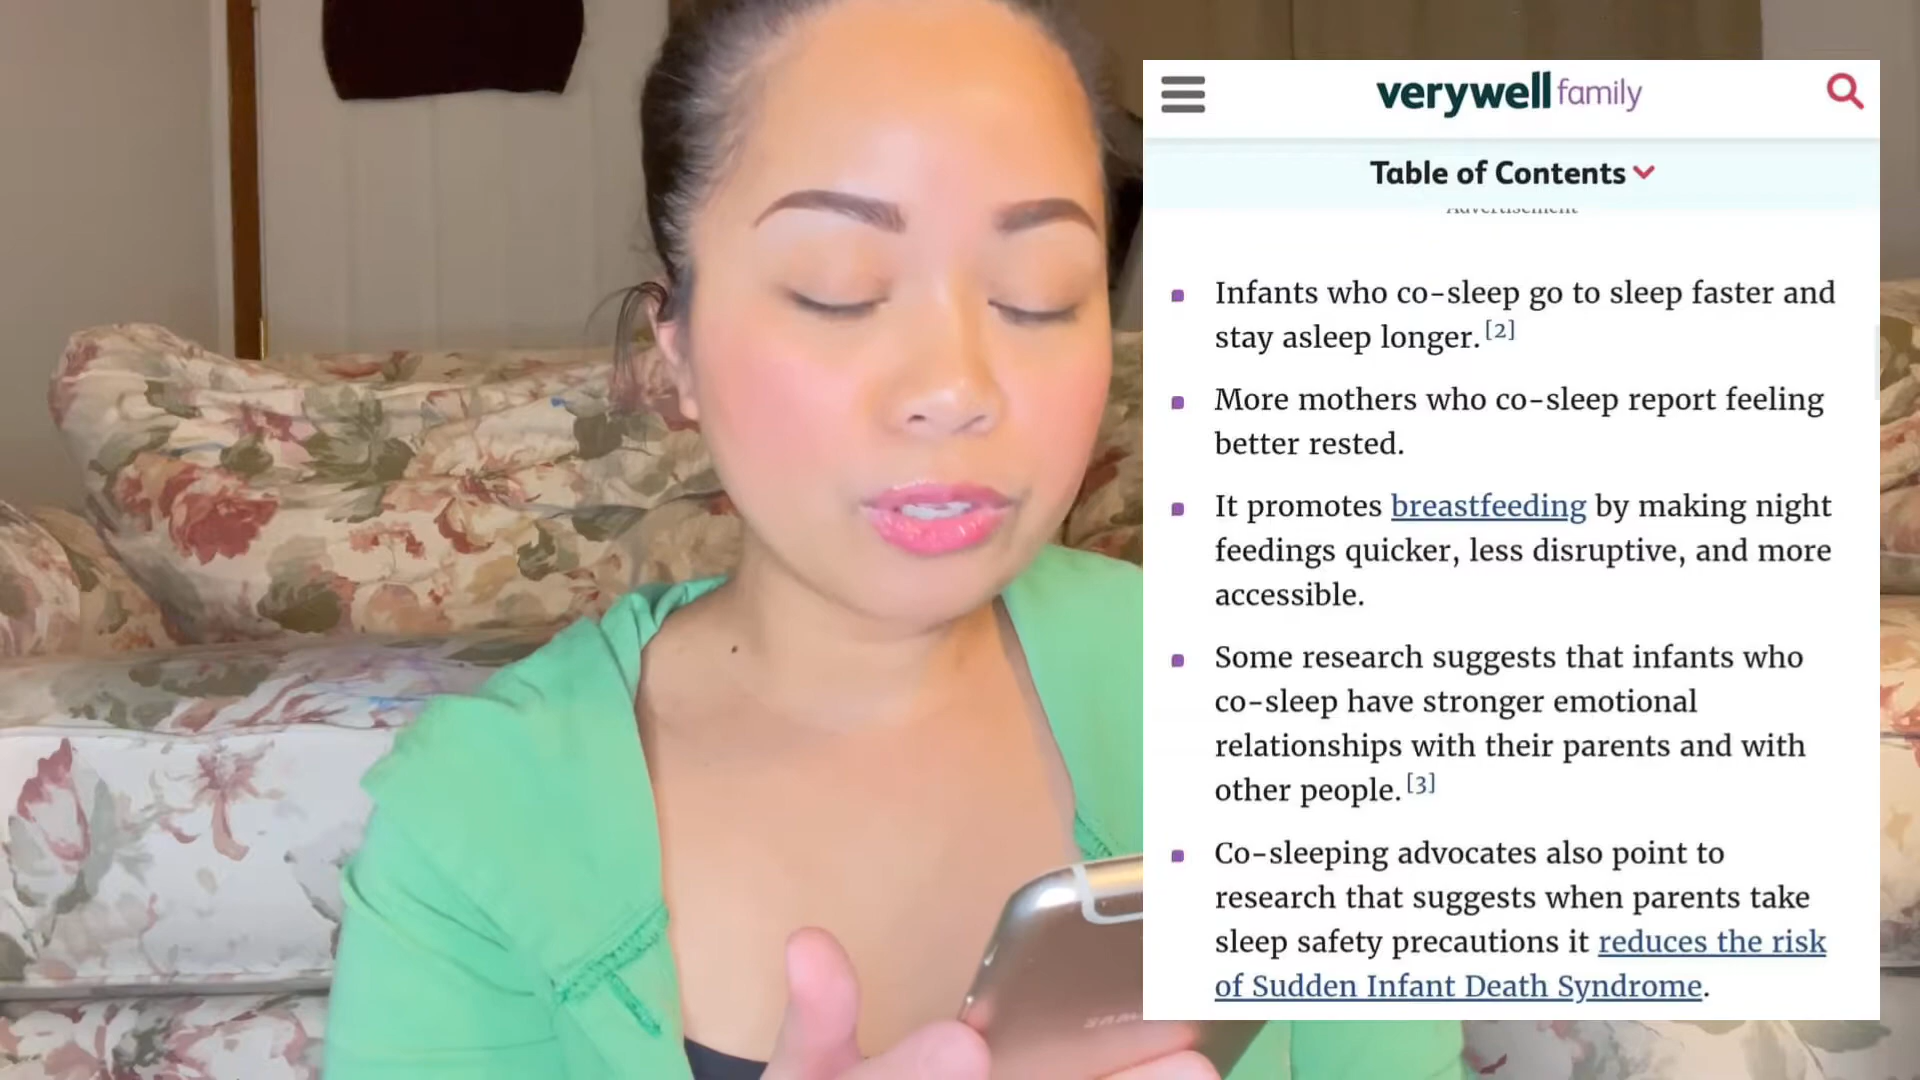 verywell family
Table of Contents
Advertisement
Infants who co-sleep go to sleep faster and
stay asleep longer. [2]
More mothers who co-sleep report feeling
better rested.
It promotes breastfeeding by making night
feedings quicker, less disruptive, and more
accessible.
Some research suggests that infants who
co-sleep have stronger emotional
relationships with their parents and with
other people. [3]
Co-sleeping advocates also point to
research that suggests when parents take
sleep safety precautions it reduces the risk
of Sudden Infant Death Syndrome.